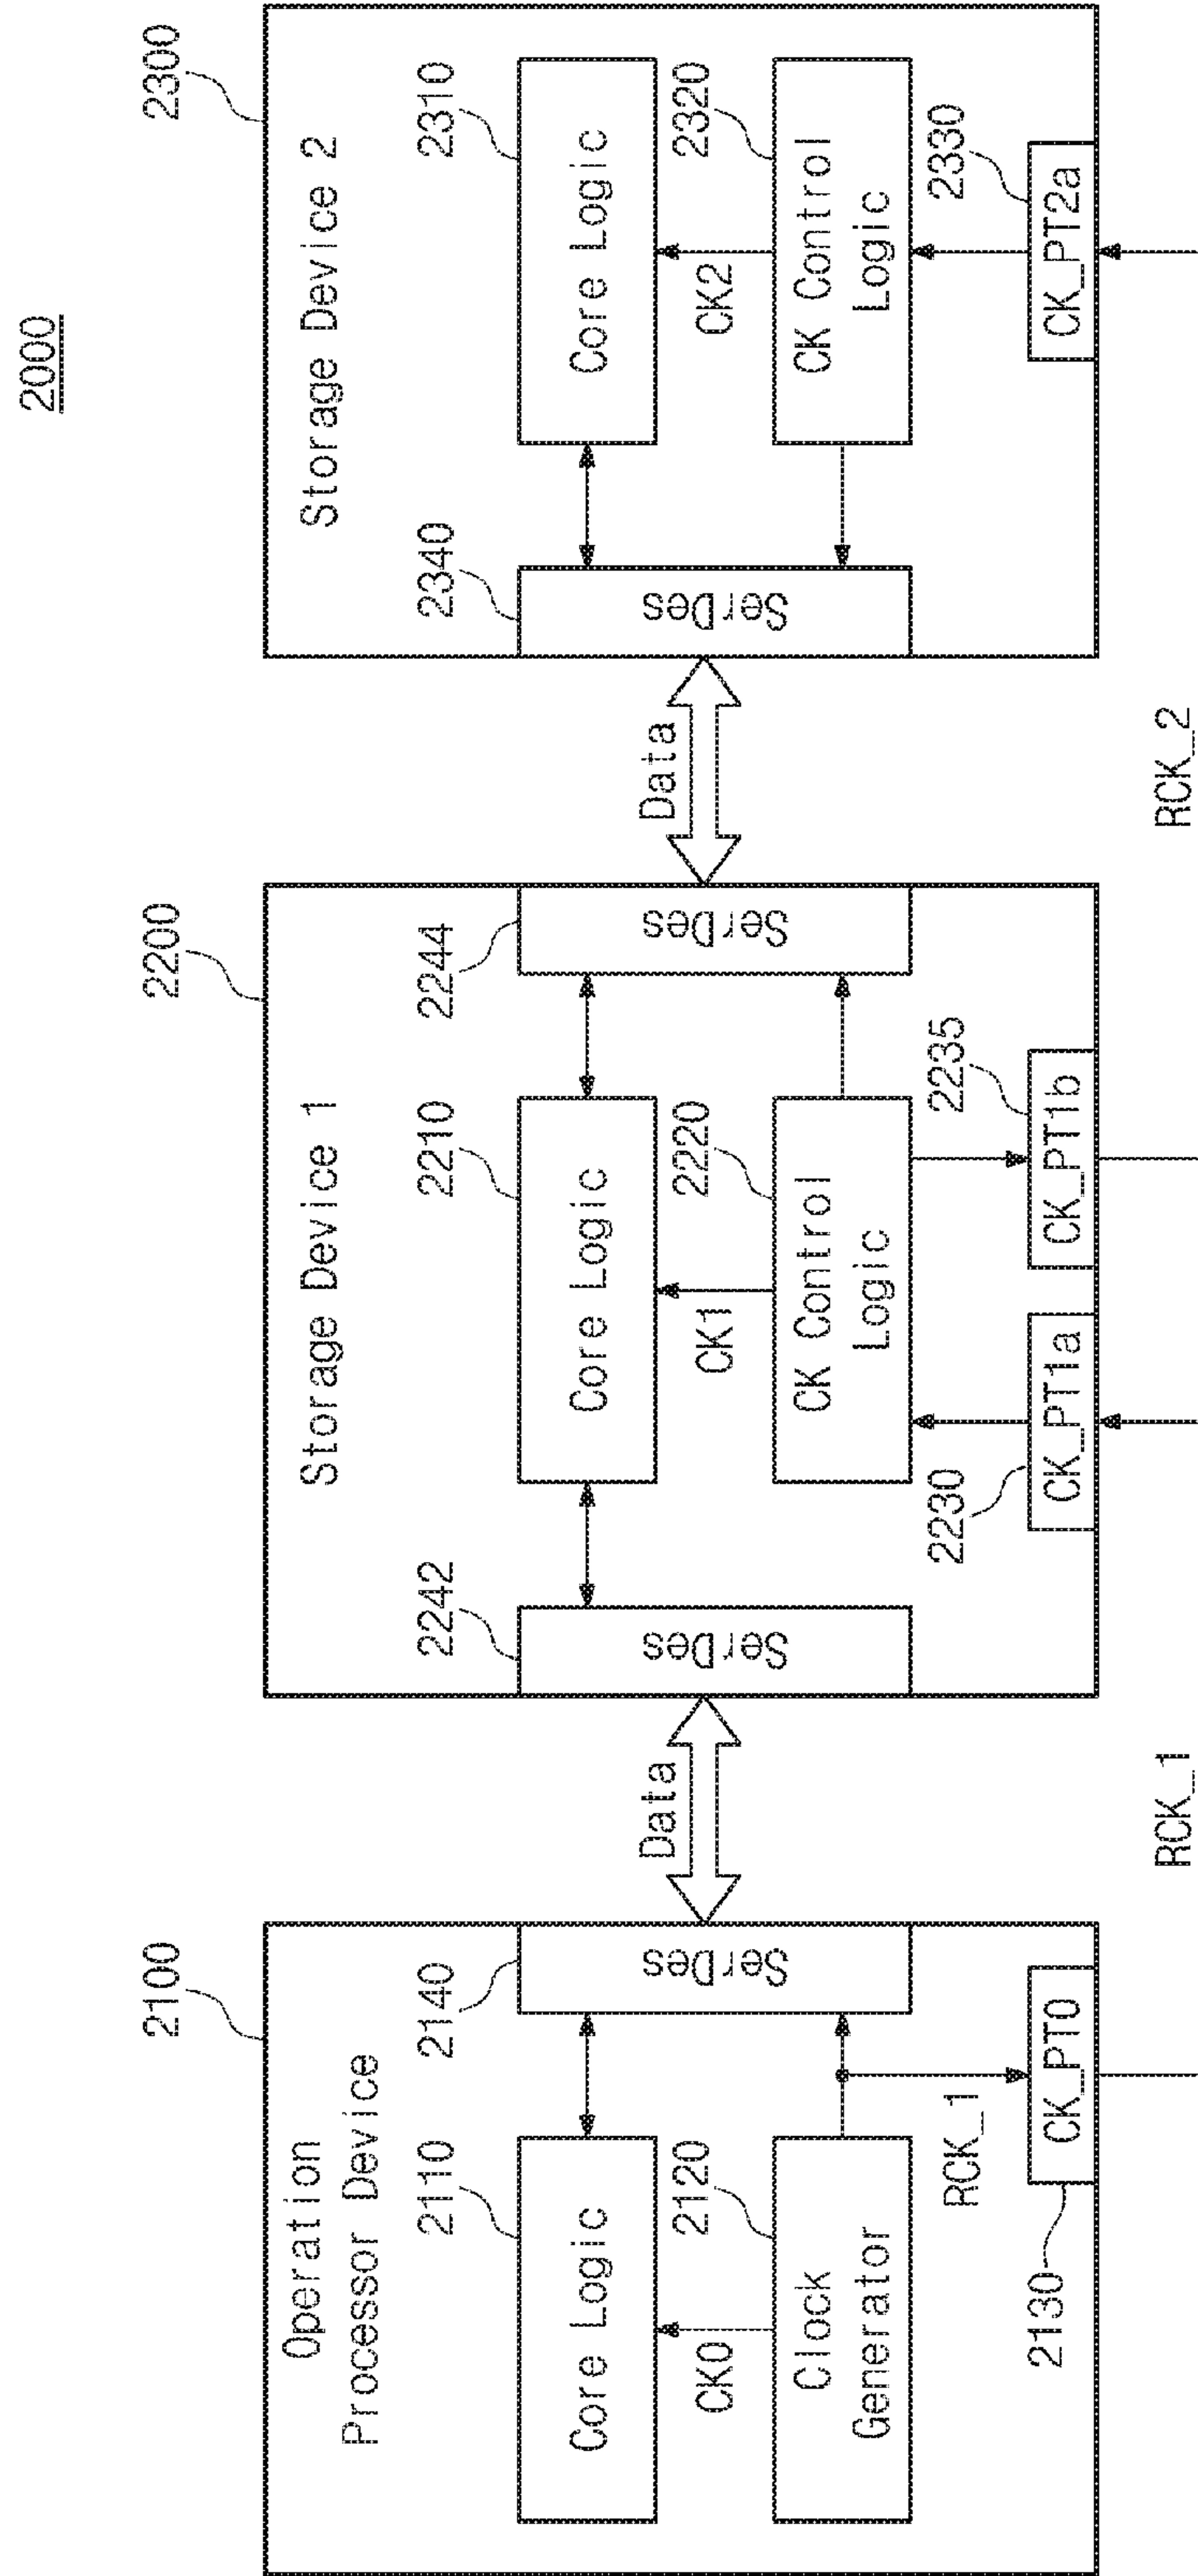 2000
2100
Operation
Processor Device
2110
Core Logic
CK0
2120
Clock
Generator
2140
SerDes
RCK_1
2130
CK_PT0
Data
RCK_1
2200
Storage Device 1
2242
SerDes
2210
Core Logic
CK1
2220
CK Control
Logic
2244
SerDes
2230
CK_PT1a
2235
CK_PT1b
Data
RCK_2
2300
Storage Device 2
2340
SerDes
2310
Core Logic
CK2
2320
CK Control
Logic
2330
CK_PT2a